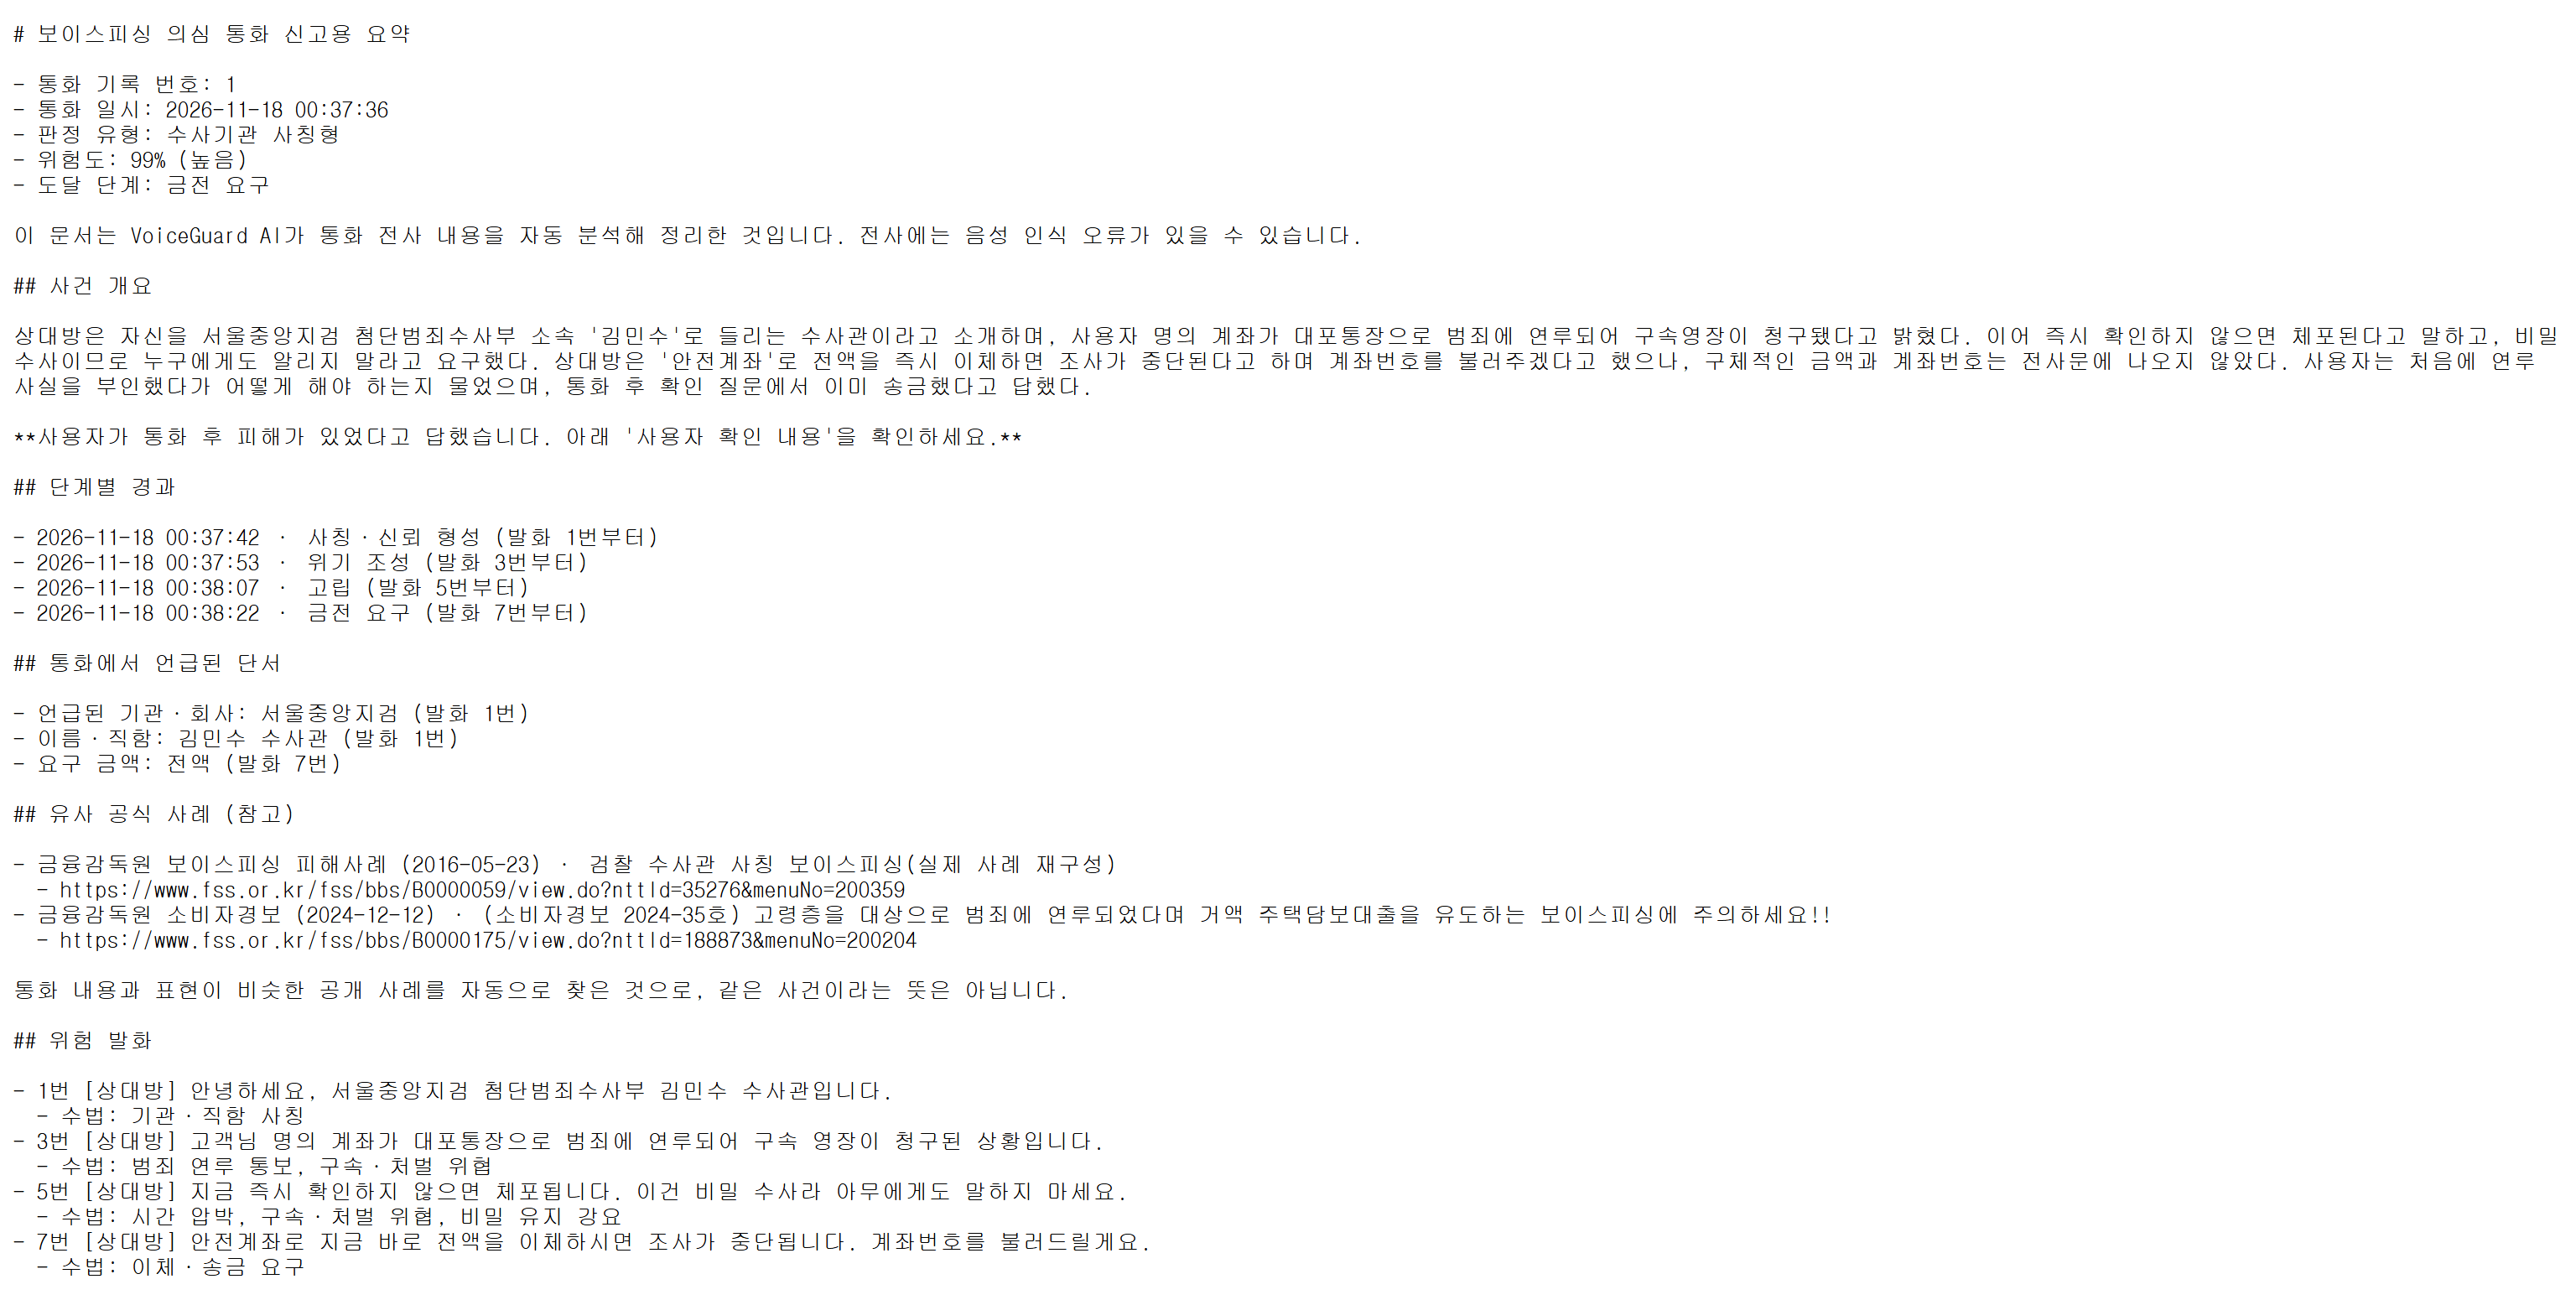 # 보이스피싱 의심 통화 신고용 요약
- 통화 기록 번호: 1
- 통화 일시: 2026-11-18 00:37:36
- 판정 유형: 수사기관 사칭형
- 위험도: 99% (높음)
- 도달 단계: 금전 요구
이 문서는 VoiceGuard AI가 통화 전사 내용을 자동 분석해 정리한 것입니다. 전사에는 음성 인식 오류가 있을 수 있습니다.
## 사건 개요
상대방은 자신을 서울중앙지검 첨단범죄수사부 소속 '김민수'로 들리는 수사관이라고 소개하며, 사용자 명의 계좌가 대포통장으로 범죄에 연루되어 구속영장이 청구됐다고 밝혔다. 이어 즉시 확인하지 않으면 체포된다고 말하고, 비밀
수사이므로 누구에게도 알리지 말라고 요구했다. 상대방은 '안전계좌'로 전액을 즉시 이체하면 조사가 중단된다고 하며 계좌번호를 불러주겠다고 했으나, 구체적인 금액과 계좌번호는 전사문에 나오지 않았다. 사용자는 처음에 연루
사실을 부인했다가 어떻게 해야 하는지 물었으며, 통화 후 확인 질문에서 이미 송금했다고 답했다.
**사용자가 통화 후 피해가 있었다고 답했습니다. 아래 '사용자 확인 내용'을 확인하세요.**
## 단계별 경과
- 2026-11-18 00:37:42 · 사칭·신뢰 형성 (발화 1번부터)
- 2026-11-18 00:37:53 · 위기 조성 (발화 3번부터)
- 2026-11-18 00:38:07 · 고립 (발화 5번부터)
- 2026-11-18 00:38:22 · 금전 요구 (발화 7번부터)
## 통화에서 언급된 단서
- 언급된 기관·회사: 서울중앙지검 (발화 1번)
- 이름·직함: 김민수 수사관 (발화 1번)
- 요구 금액: 전액 (발화 7번)
## 유사 공식 사례 (참고)
- 금융감독원 보이스피싱 피해사례 (2016-05-23) · 검찰 수사관 사칭 보이스피싱(실제 사례 재구성)
- https://www.fss.or.kr/fss/bbs/B0000059/view.do?nttId=35276&menuNo=200359
- 금융감독원 소비자경보 (2024-12-12) · (소비자경보 2024-35호) 고령층을 대상으로 범죄에 연루되었다며 거액 주택담보대출을 유도하는 보이스피싱에 주의하세요!!
- https://www.fss.or.kr/fss/bbs/B0000175/view.do?nttId=188873&menuNo=200204
통화 내용과 표현이 비슷한 공개 사례를 자동으로 찾은 것으로, 같은 사건이라는 뜻은 아닙니다.
## 위험 발화
- 1번 [상대방] 안녕하세요, 서울중앙지검 첨단범죄수사부 김민수 수사관입니다.
- 수법: 기관·직함 사칭
- 3번 [상대방] 고객님 명의 계좌가 대포통장으로 범죄에 연루되어 구속 영장이 청구된 상황입니다.
- 수법: 범죄 연루 통보, 구속·처벌 위협
- 5번 [상대방] 지금 즉시 확인하지 않으면 체포됩니다. 이건 비밀 수사라 아무에게도 말하지 마세요.
- 수법: 시간 압박, 구속·처벌 위협, 비밀 유지 강요
- 7번 [상대방] 안전계좌로 지금 바로 전액을 이체하시면 조사가 중단됩니다. 계좌번호를 불러드릴게요.
- 수법: 이체·송금 요구